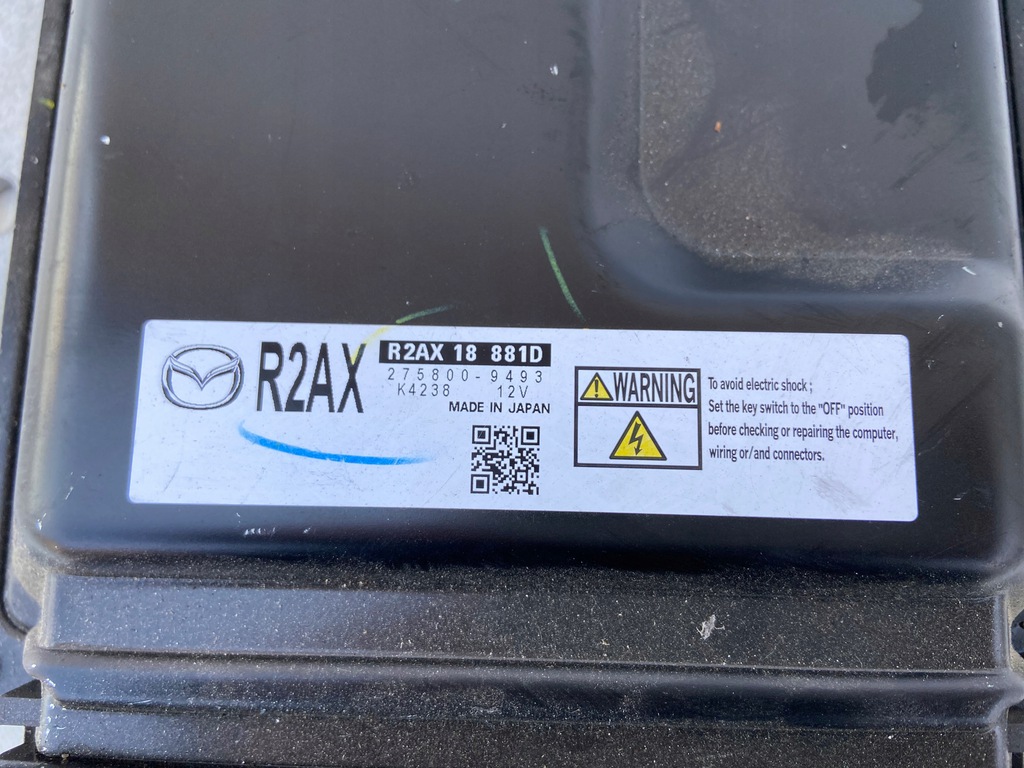 R2AX
R2AX 18 881D
275800-9493
K4238 12V
MADE IN JAPAN
WARNING
To avoid electric shock ;
Set the key switch to the "OFF" position
before checking or repairing the computer,
wiring or/and connectors.